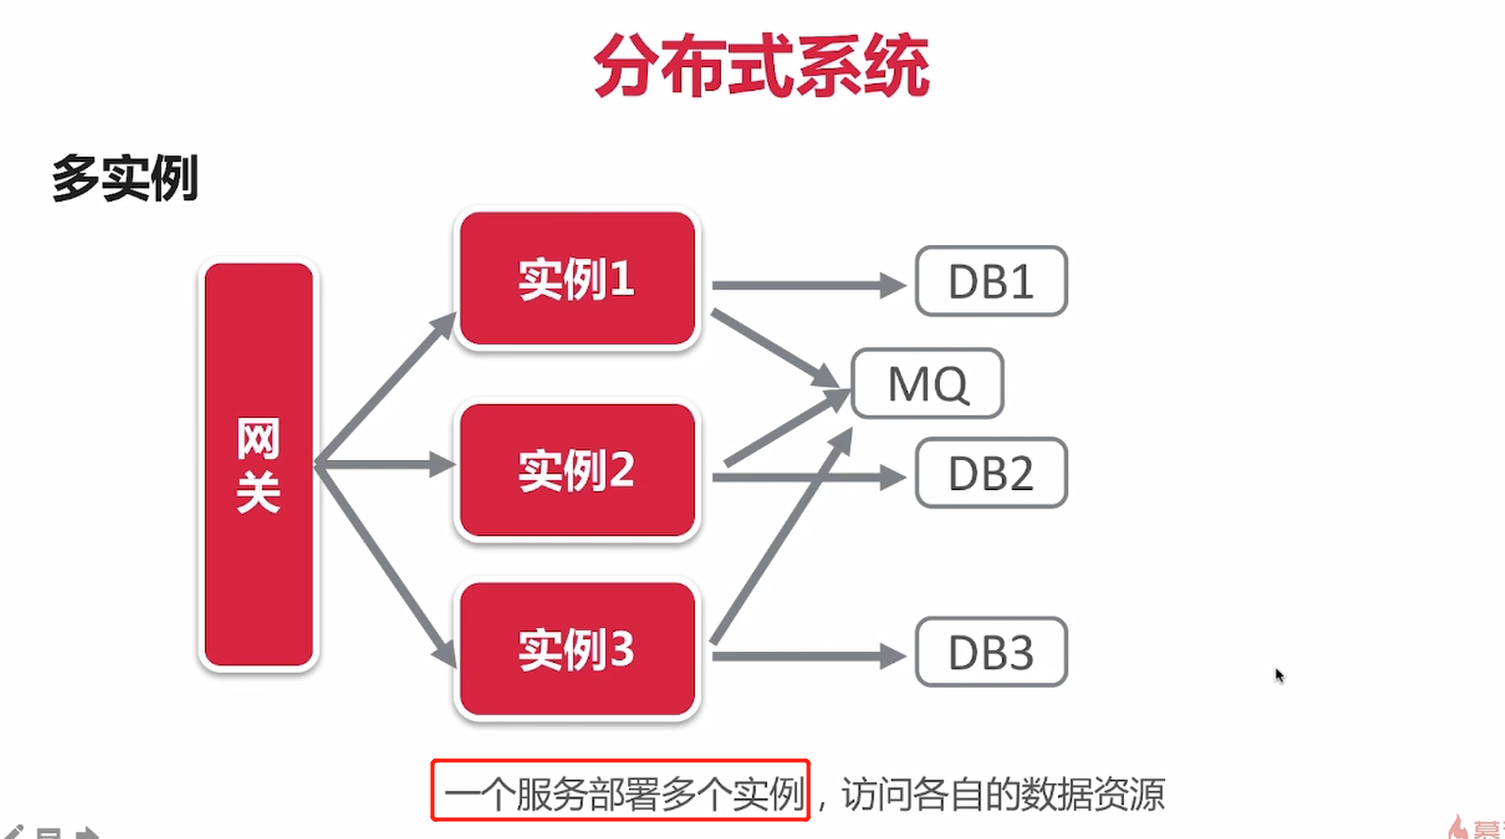 分布式系统
多实例
网
关
实例1
DB1
MQ
实例2
DB2
实例3
DB3
一个服务部署多个实例，访问各自的数据资源
慕